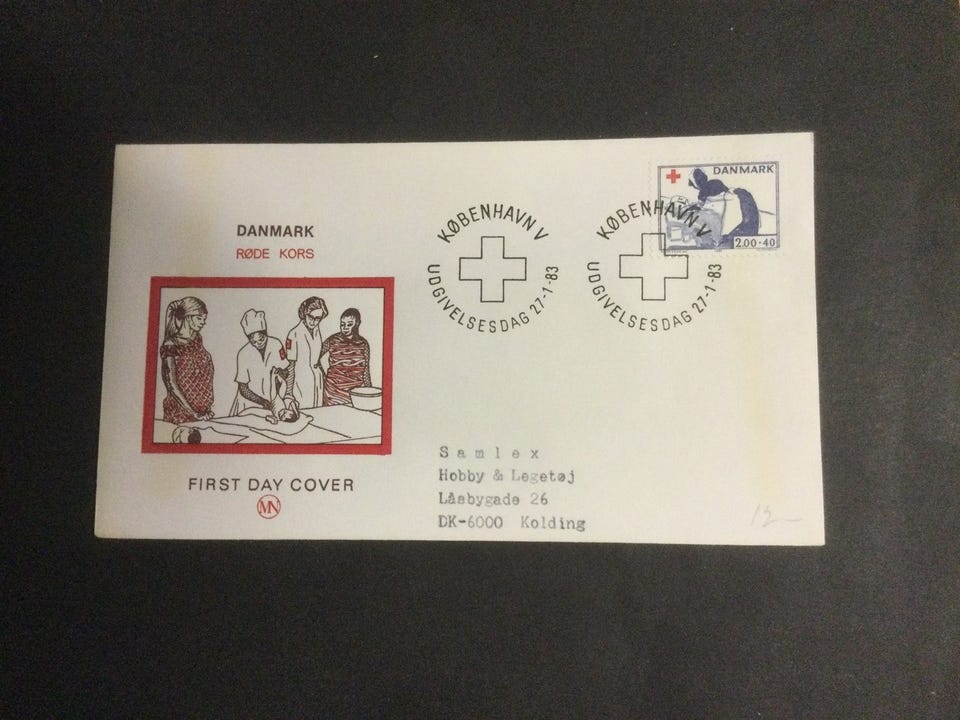 DANMARK
RØDE KORS
FIRST DAY COVER
MN
KØBENHAVN V
UDGIVELSESDAG 27-1-83
KØBENHAVN V
UDGIVELSESDAG 27-1-83
DANMARK
2.00+40
Samlex
Hobby & Legetøj
Låsbygade 26
DK-6000 Kolding
12-